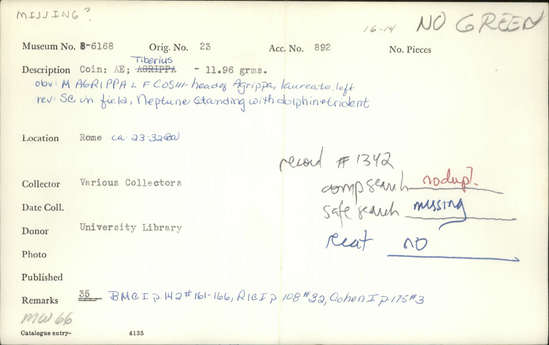 MISSING?
16-14 NO GREEN
Museum No. 8-6168 Orig. No. 23 Acc. No. 892 No. Pieces
Tiberius
Description Coin; AE; AGRIPPA - 11.96 grms.
obv: M AGRIPPA L F COS III - head of Agrippa, laureate, left
rev: SC in field, Neptune standing with dolphin + trident
Location Rome ca 23-32 AD
record # 1342
Collector Various Collectors comp search no dup!
Date Coll. safe search missing
Donor University Library
recat NO
Photo
Published
Remarks 35 BMC I p 142 # 161-166, RIC I p 108 # 32, Cohen I p 175 # 3
MW 66
Catalogue entry- 4135